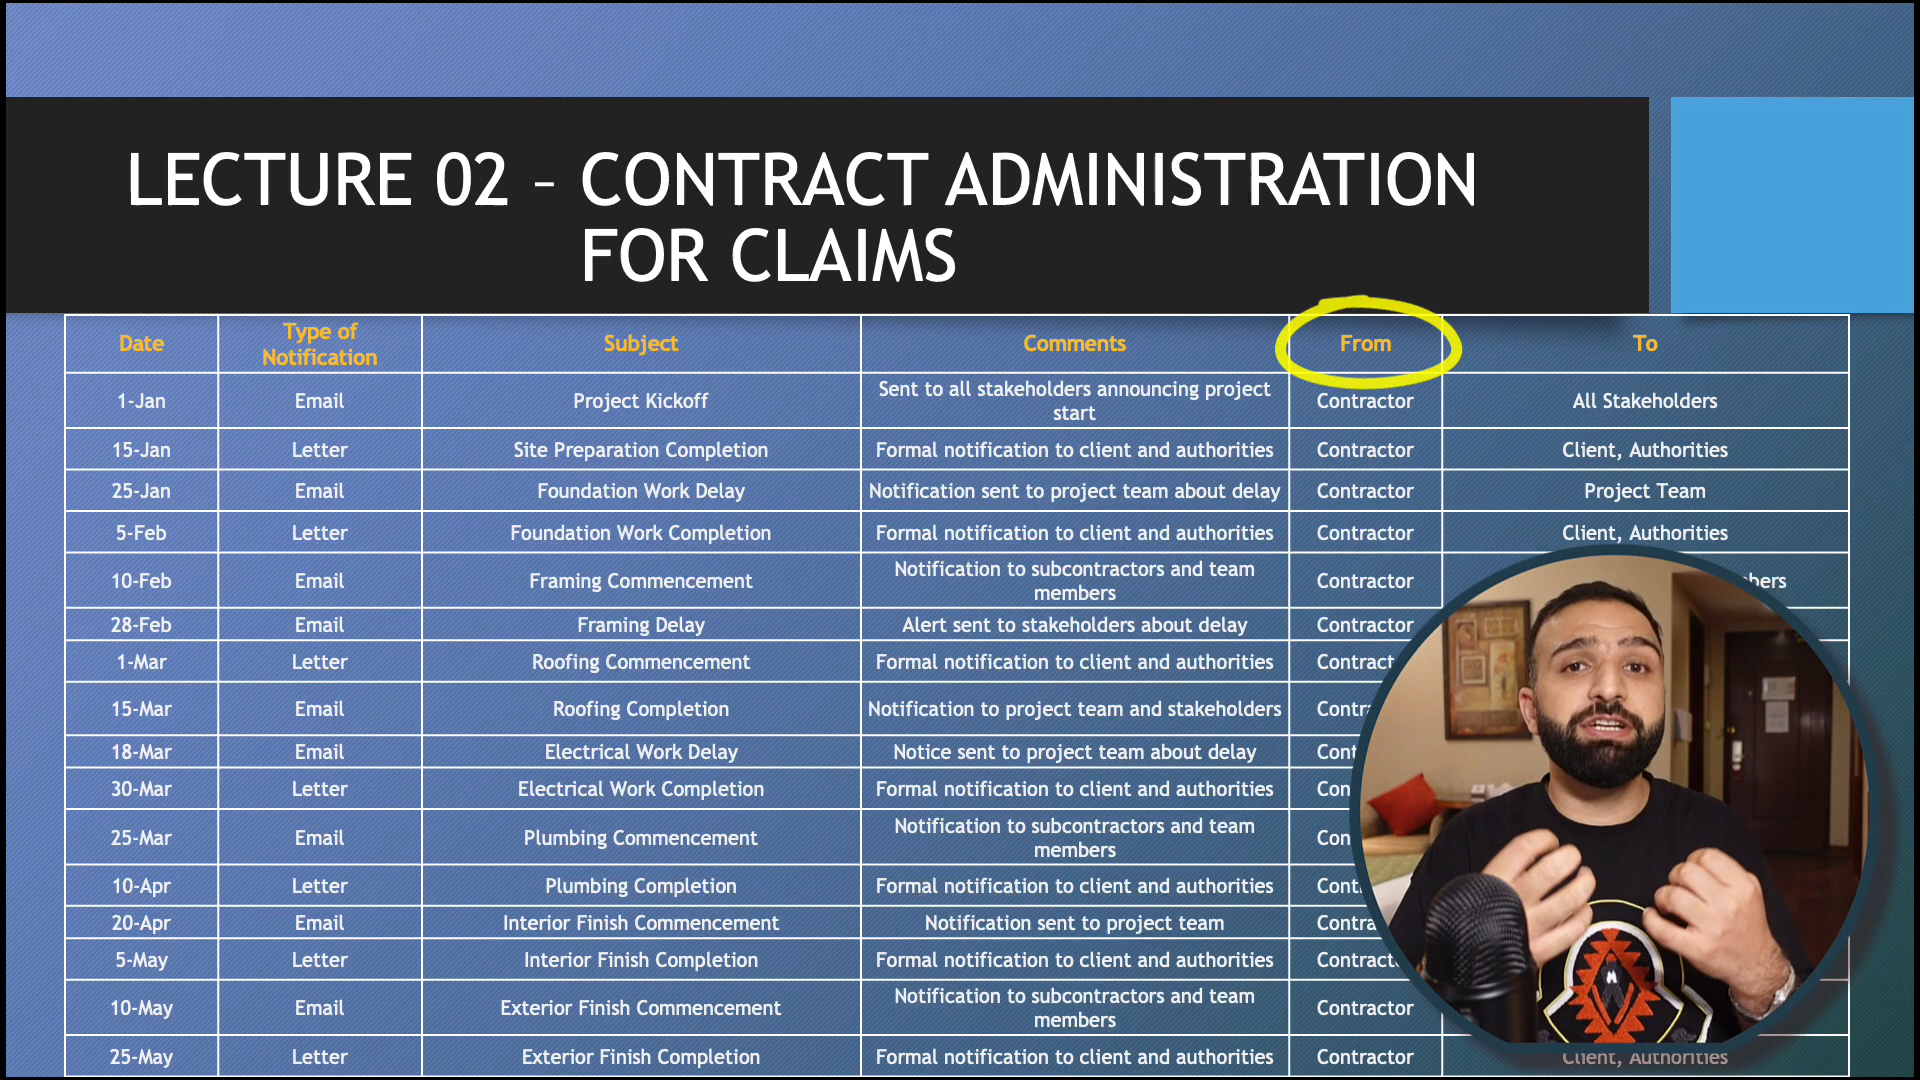 LECTURE 02 – CONTRACT ADMINISTRATION
FOR CLAIMS
Date Type of Notification Subject Comments From To
1-Jan Email Project Kickoff Sent to all stakeholders announcing project start Contractor All Stakeholders
15-Jan Letter Site Preparation Completion Formal notification to client and authorities Contractor Client, Authorities
25-Jan Email Foundation Work Delay Notification sent to project team about delay Contractor Project Team
5-Feb Letter Foundation Work Completion Formal notification to client and authorities Contractor Client, Authorities
10-Feb Email Framing Commencement Notification to subcontractors and team members Contractor
28-Feb Email Framing Delay Alert sent to stakeholders about delay Contractor
1-Mar Letter Roofing Commencement Formal notification to client and authorities
15-Mar Email Roofing Completion Notification to project team and stakeholders
18-Mar Email Electrical Work Delay Notice sent to project team about delay
30-Mar Letter Electrical Work Completion Formal notification to client and authorities
25-Mar Email Plumbing Commencement Notification to subcontractors and team members
10-Apr Letter Plumbing Completion Formal notification to client and authorities
20-Apr Email Interior Finish Commencement Notification sent to project team
5-May Letter Interior Finish Completion Formal notification to client and authorities
10-May Email Exterior Finish Commencement Notification to subcontractors and team members Contractor
25-May Letter Exterior Finish Completion Formal notification to client and authorities Contractor Client, Authorities